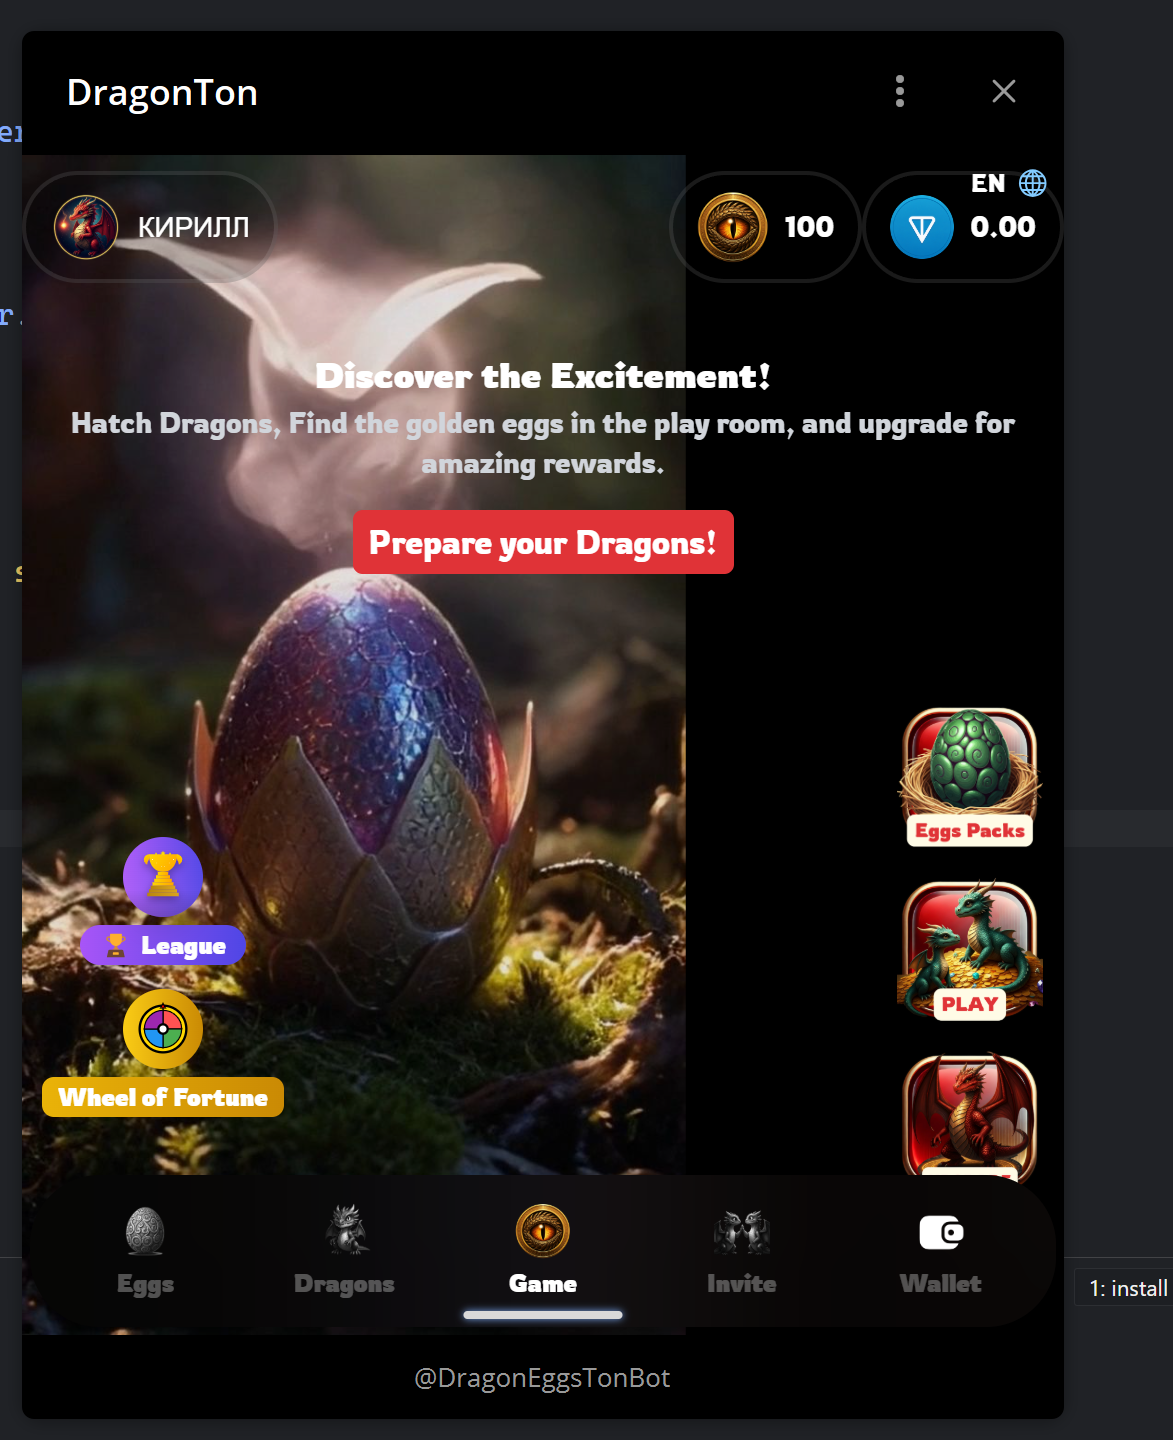 DragonTon
er
EN
КИРИЛЛ
100
0.00
r.
Discover the Excitement!
Hatch Dragons, Find the golden eggs in the play room, and upgrade for
amazing rewards.
Prepare your Dragons!
s
Eggs Packs
League
PLAY
Wheel of Fortune
Eggs
Dragons
Game
Invite
Wallet
1: install
@DragonEggsTonBot